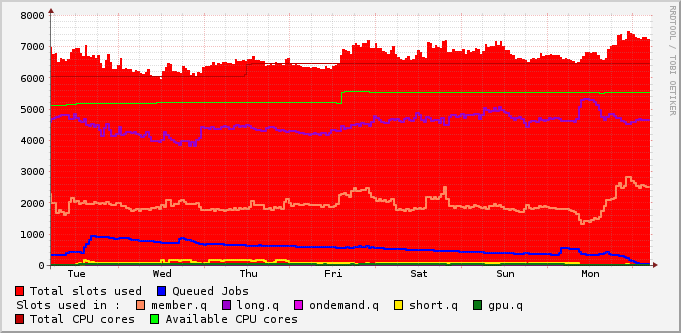 8000
7000
6000
5000
4000
3000
2000
1000
0
Tue Wed Thu Fri Sat Sun Mon
Total slots used Queued Jobs
Slots used in : member.q long.q ondemand.q short.q gpu.q
Total CPU cores Available CPU cores
RRDTOOL / TOBI OETIKER